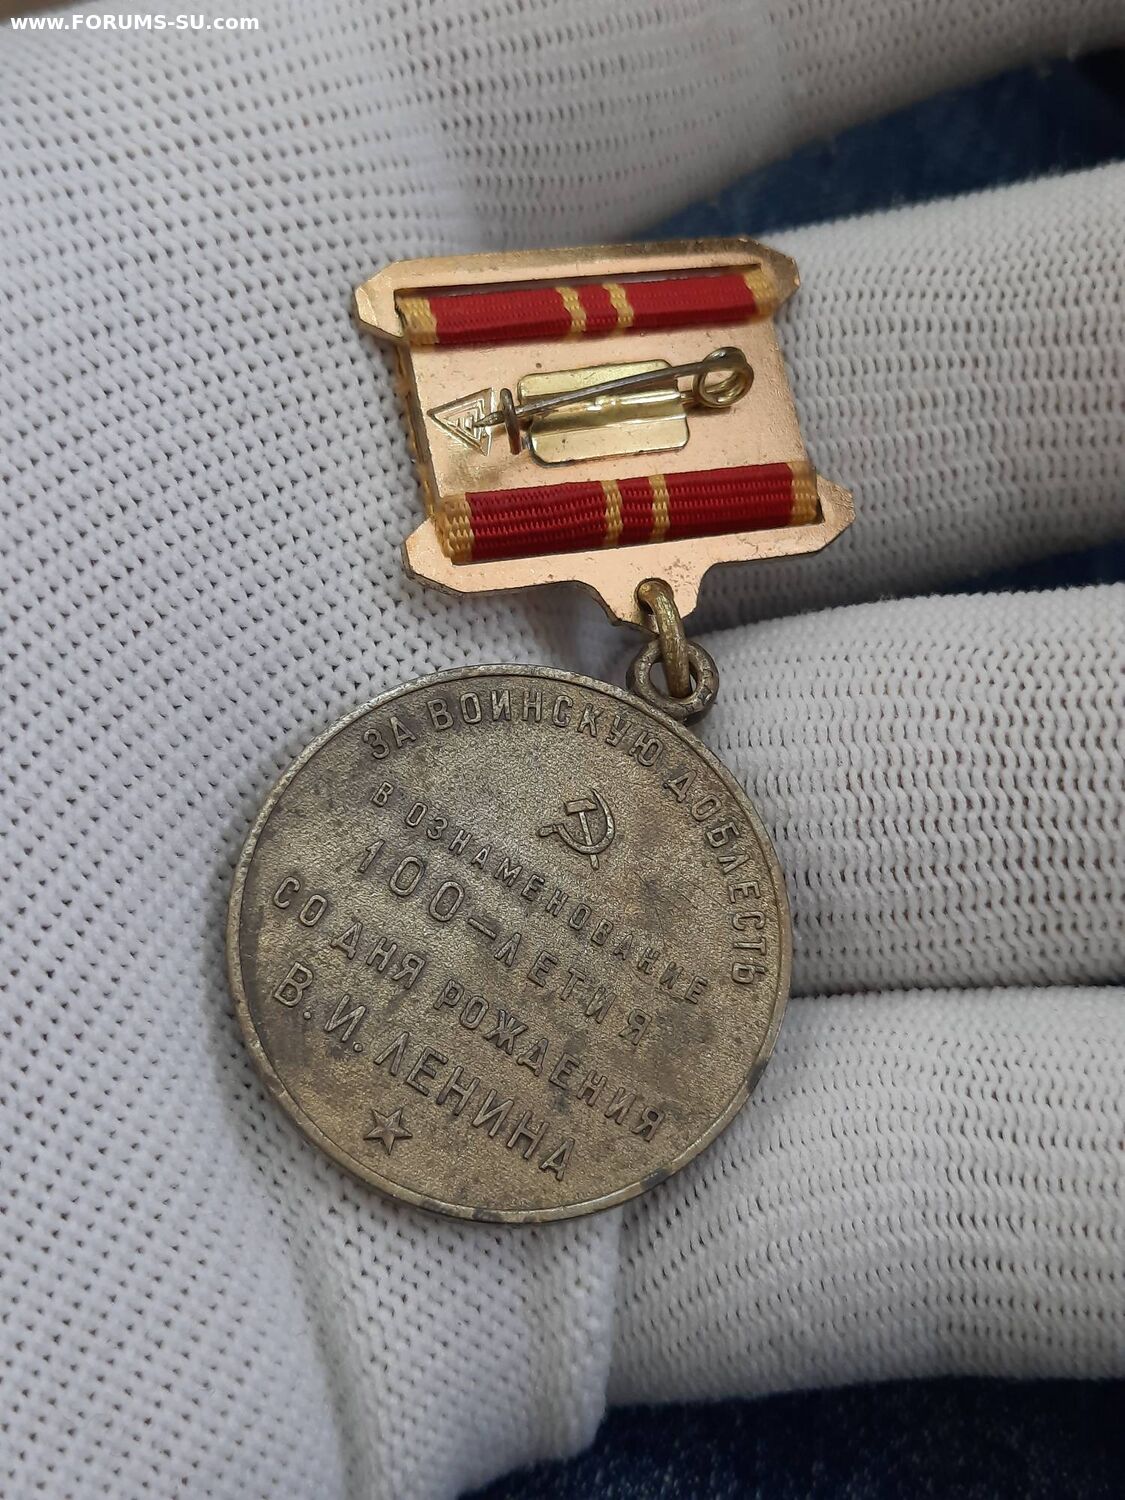 www.FORUMS-SU.com
ЗА ВОИНСКУЮ ДОБЛЕСТЬ
В ОЗНАМЕНОВАНИЕ
100-ЛЕТИЯ
СО ДНЯ РОЖДЕНИЯ
В. И. ЛЕНИНА